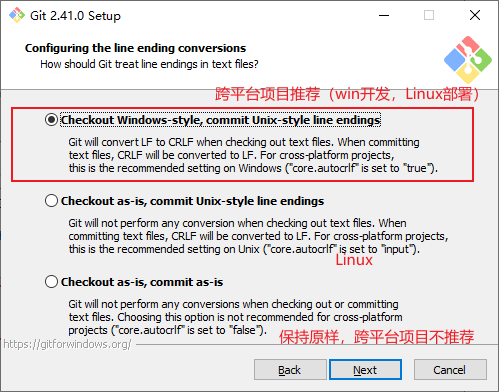 Git 2.41.0 Setup
Configuring the line ending conversions
How should Git treat line endings in text files?
跨平台项目推荐（win开发，Linux部署）
Checkout Windows-style, commit Unix-style line endings
Git will convert LF to CRLF when checking out text files. When committing
text files, CRLF will be converted to LF. For cross-platform projects,
this is the recommended setting on Windows ("core.autocrlf" is set to "true").
Checkout as-is, commit Unix-style line endings
Git will not perform any conversion when checking out text files. When
committing text files, CRLF will be converted to LF. For cross-platform projects,
this is the recommended setting on Unix ("core.autocrlf" is set to "input").
Linux
Checkout as-is, commit as-is
Git will not perform any conversions when checking out or committing
text files. Choosing this option is not recommended for cross-platform
projects ("core.autocrlf" is set to "false").
保持原样，跨平台项目不推荐
https://gitforwindows.org/
Back
Next
Cancel